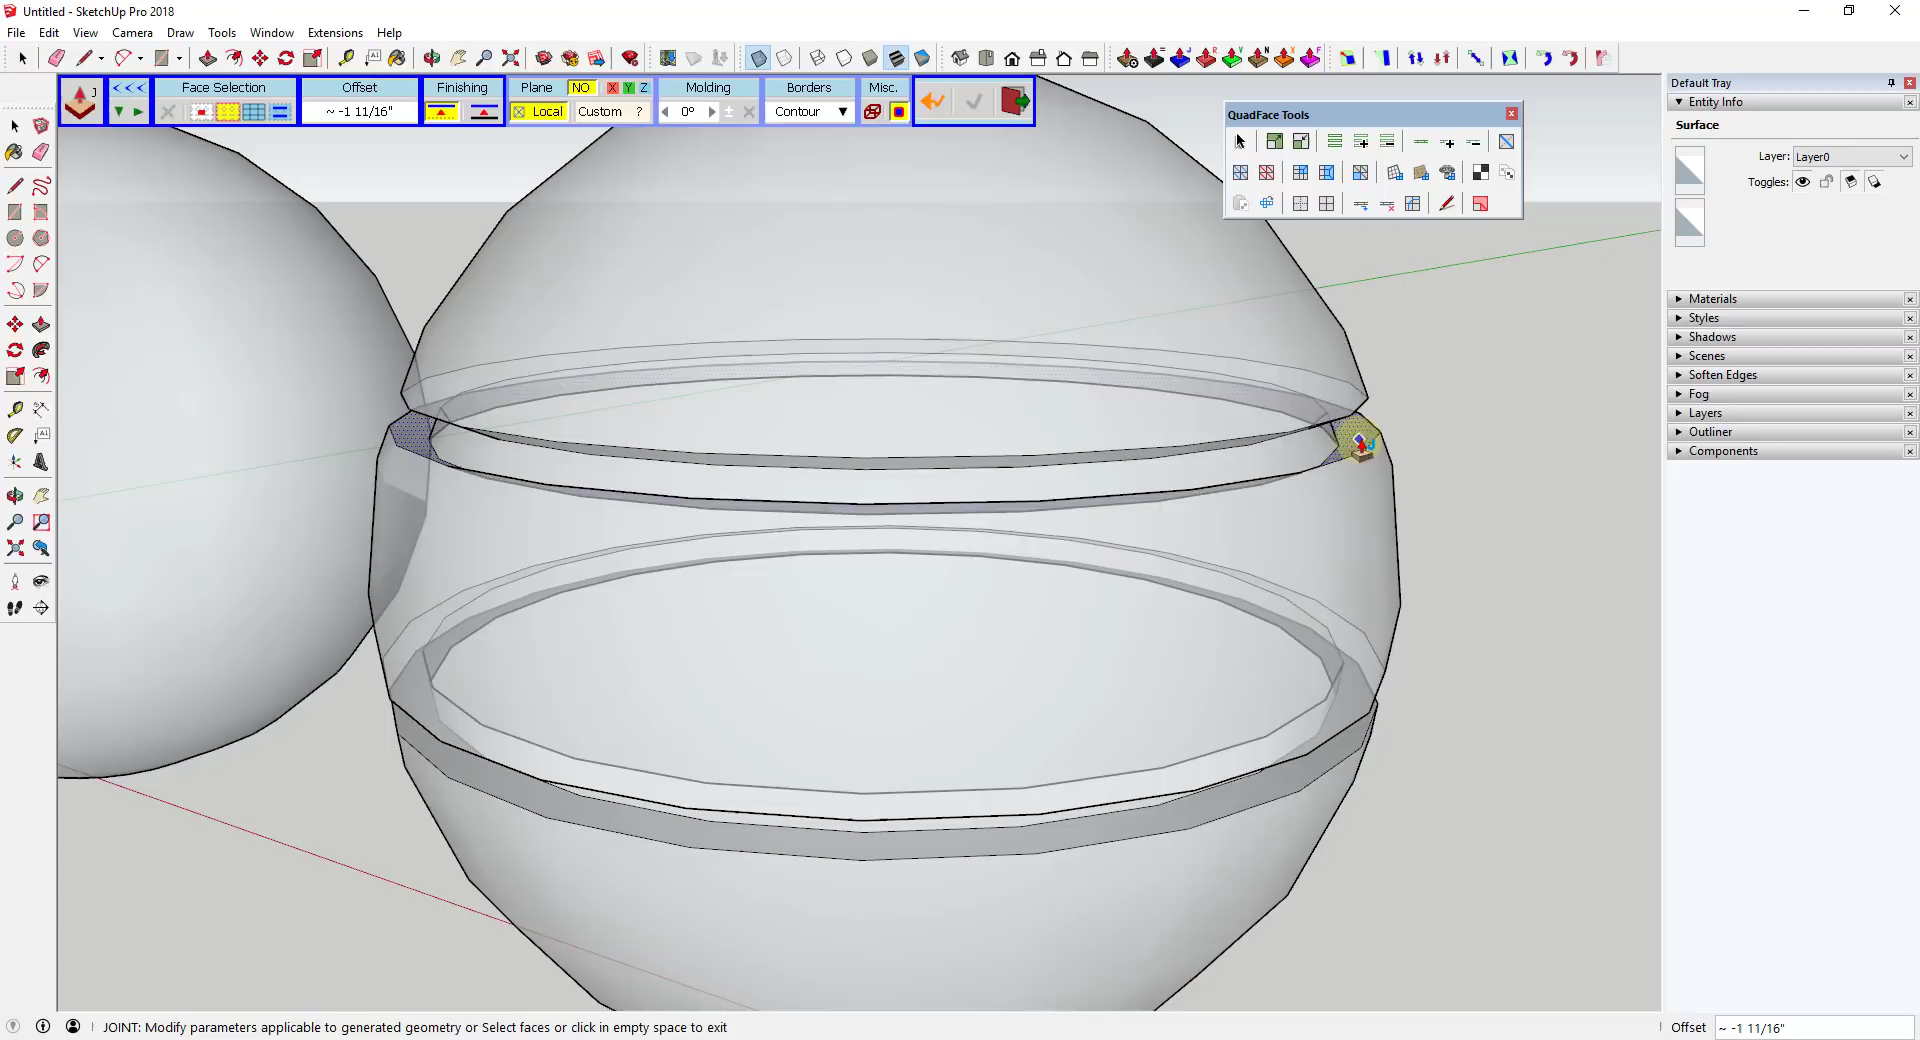 Untitled - SketchUp Pro 2018
File Edit View Camera Draw Tools Window Extensions Help
J <<< Face Selection Offset Finishing Plane NO X Y Z Molding Borders Misc.
~ -1 11/16" Local Custom ? 0° Contour
QuadFace Tools
Default Tray
Entity Info
Surface
Layer: Layer0
Toggles:
Materials
Styles
Shadows
Scenes
Soften Edges
Fog
Layers
Outliner
Components
JOINT: Modify parameters applicable to generated geometry or Select faces or click in empty space to exit
Offset ~ -1 11/16"